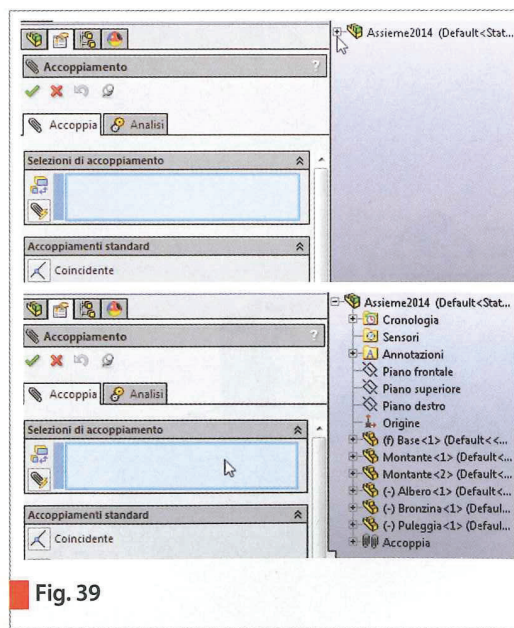 Assieme2014 (Default<Stat...
Accoppiamento
?
Accoppia
Analisi
Selezioni di accoppiamento
Accoppiamenti standard
Coincidente
Accoppiamento
?
Accoppia
Analisi
Selezioni di accoppiamento
Accoppiamenti standard
Coincidente
Assieme2014 (Default<Stat...
Cronologia
Sensori
A Annotazioni
Piano frontale
Piano superiore
Piano destro
Origine
(f) Base<1> (Default<<...
Montante<1> (Default<...
Montante<2> (Default<...
(-) Albero<1> (Default<...
(-) Bronzina<1> (Default...
(-) Puleggia<1> (Defaul...
Accoppia
Fig. 39